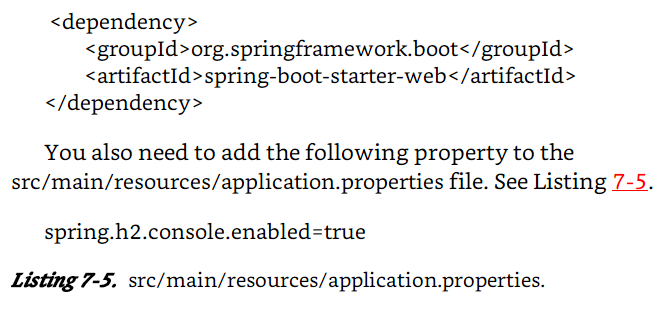 <dependency>
<groupId>org.springframework.boot</groupId>
<artifactId>spring-boot-starter-web</artifactId>
</dependency>
You also need to add the following property to the
src/main/resources/application.properties file. See Listing 7-5.
spring.h2.console.enabled=true
Listing 7-5. src/main/resources/application.properties.